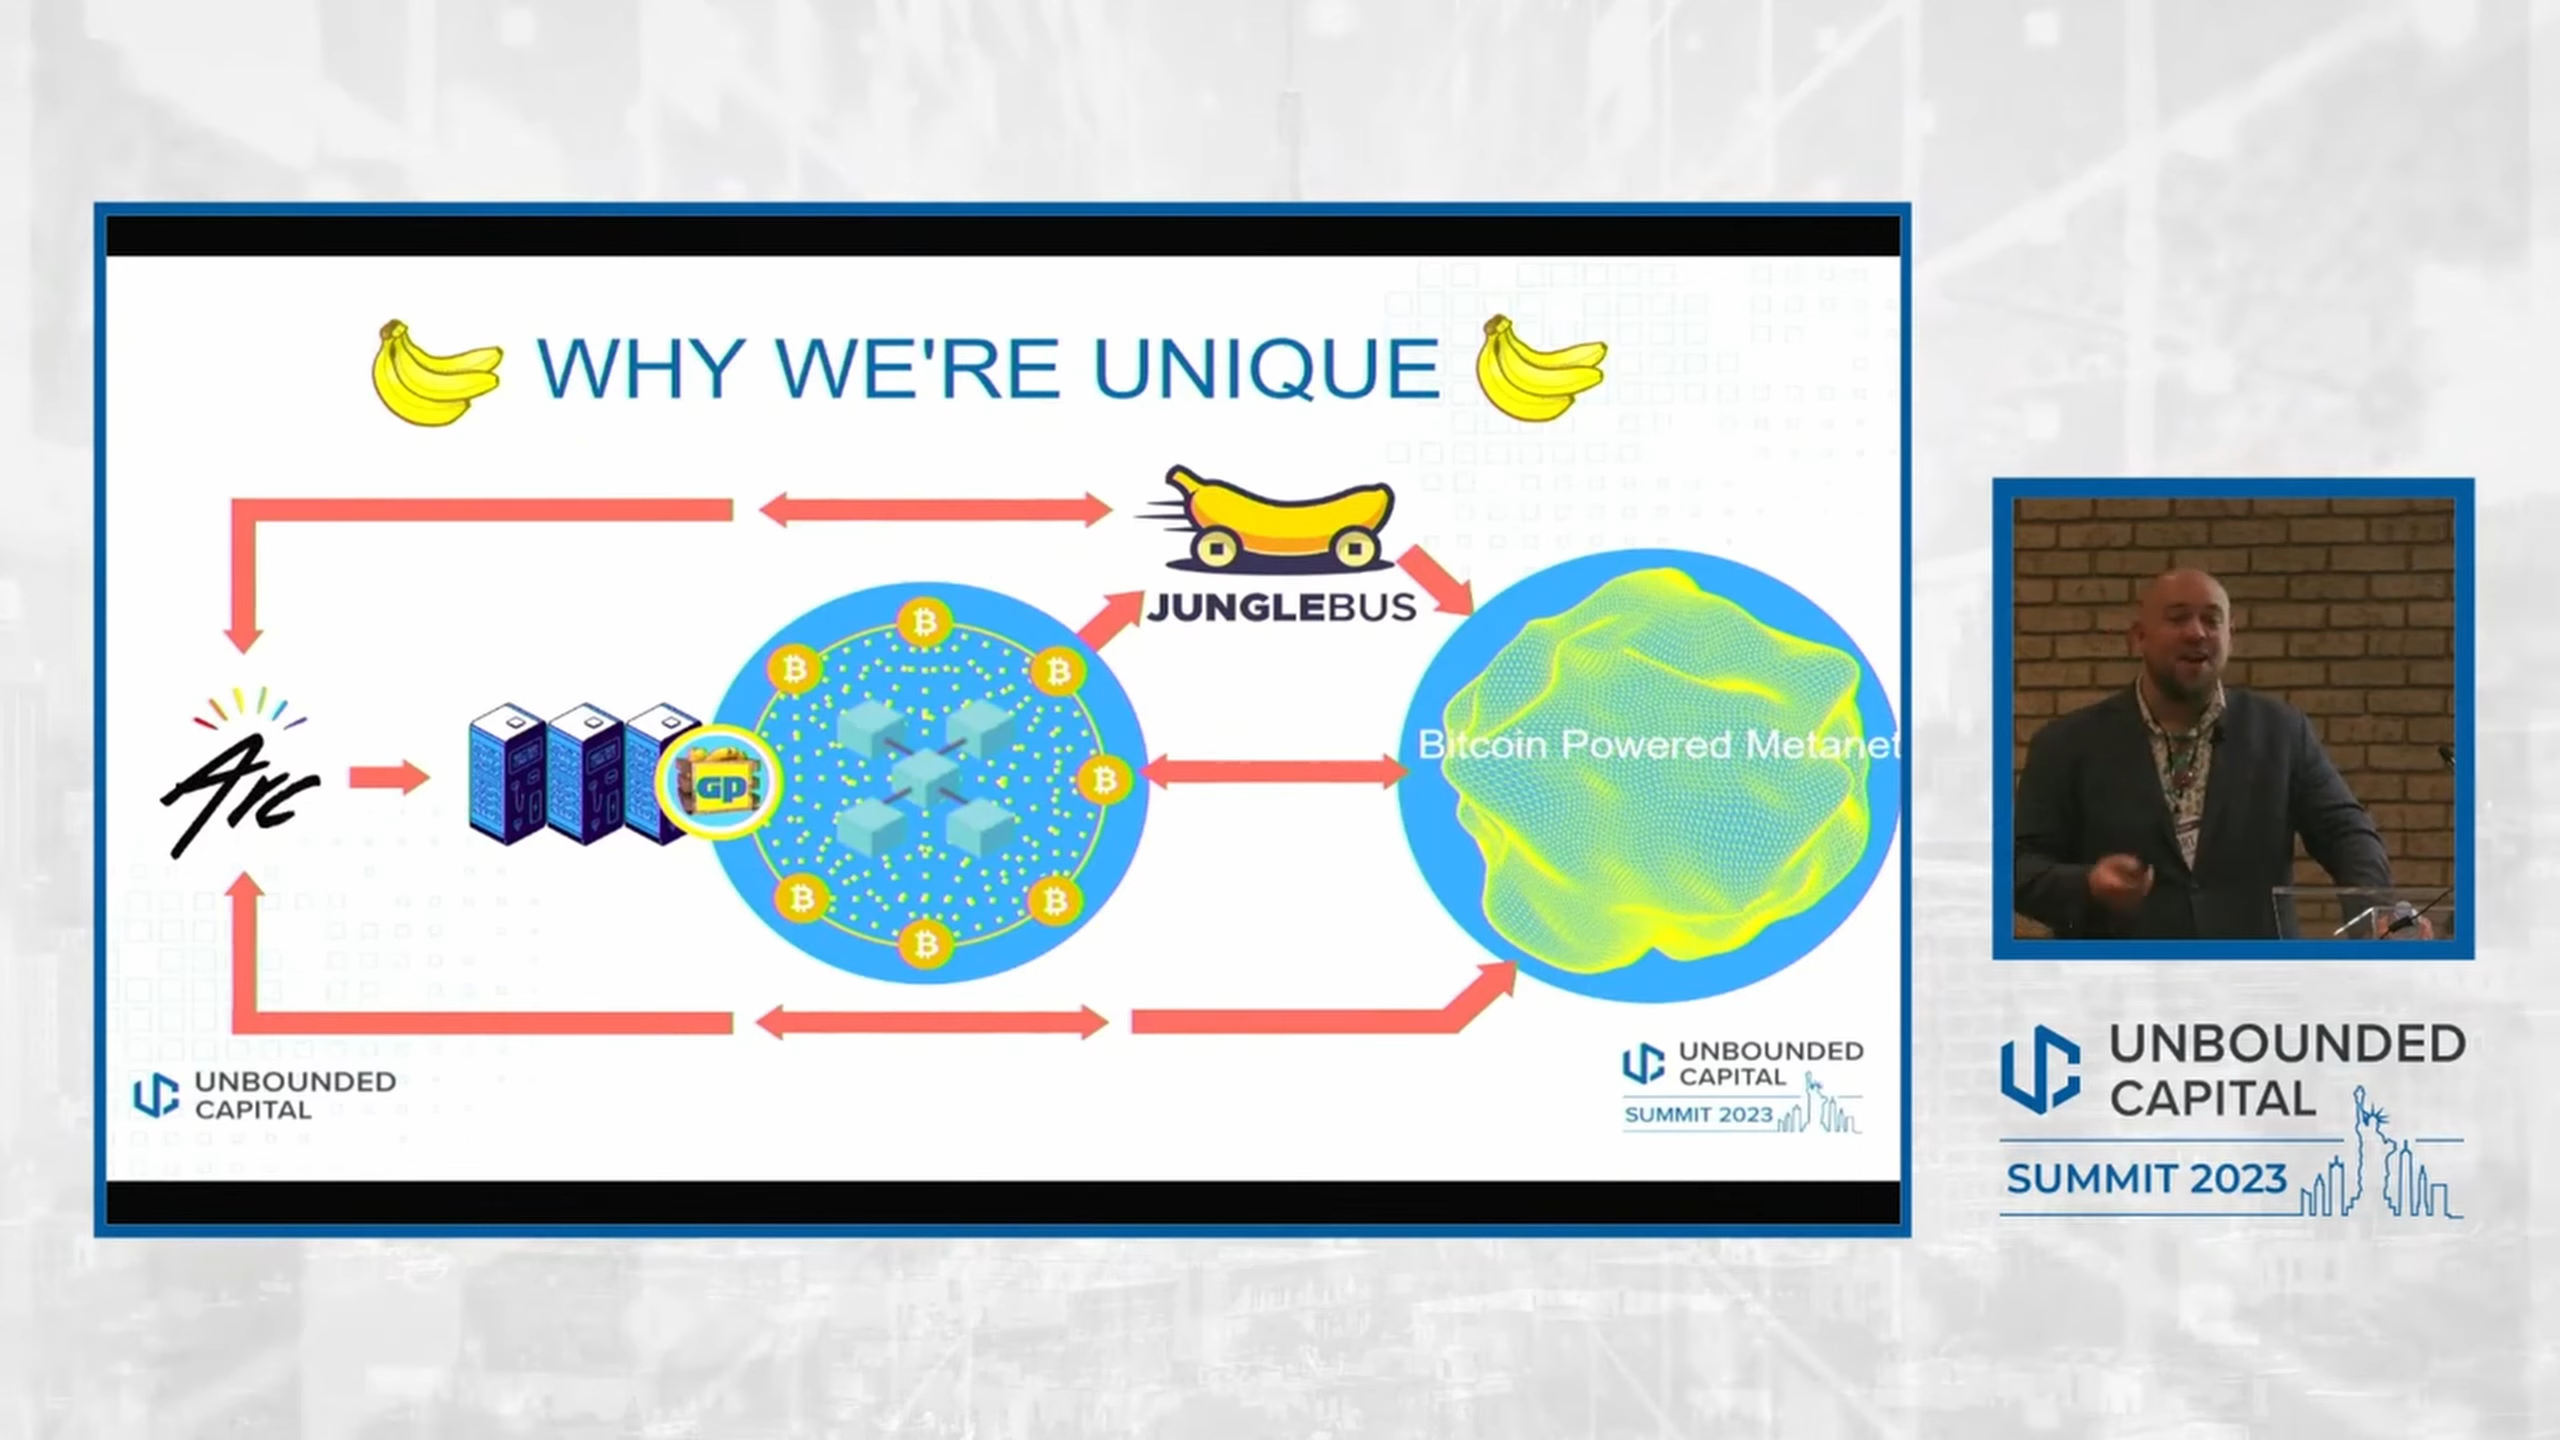 WHY WE'RE UNIQUE
JUNGLEBUS
Arc
GP
Bitcoin Powered Metanet
UNBOUNDED
CAPITAL
UNBOUNDED
CAPITAL
SUMMIT 2023
UNBOUNDED
CAPITAL
SUMMIT 2023